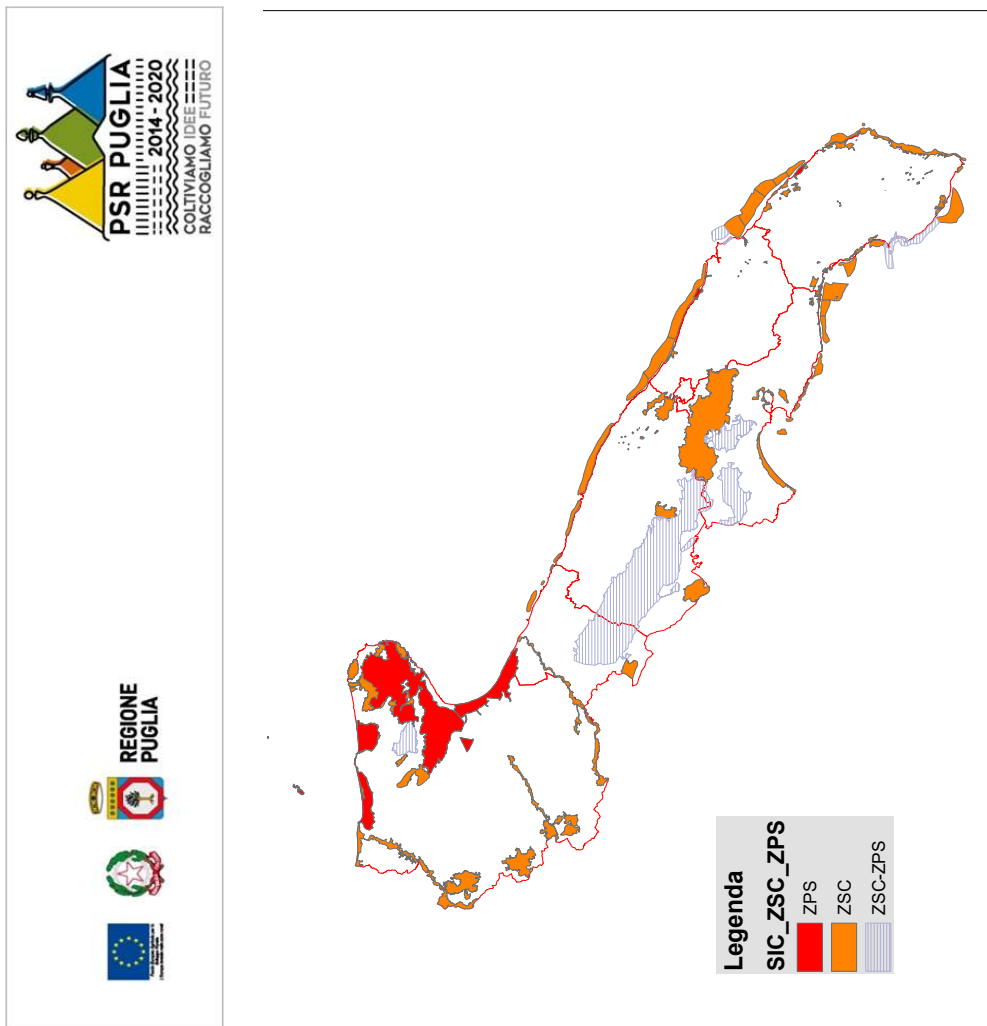 REGIONE
PUGLIA
PSR PUGLIA
2014 - 2020
COLTIVIAMO IDEE
RACCOGLIAMO FUTURO
Legenda
SIC_ZSC_ZPS
ZPS
ZSC
ZSC-ZPS